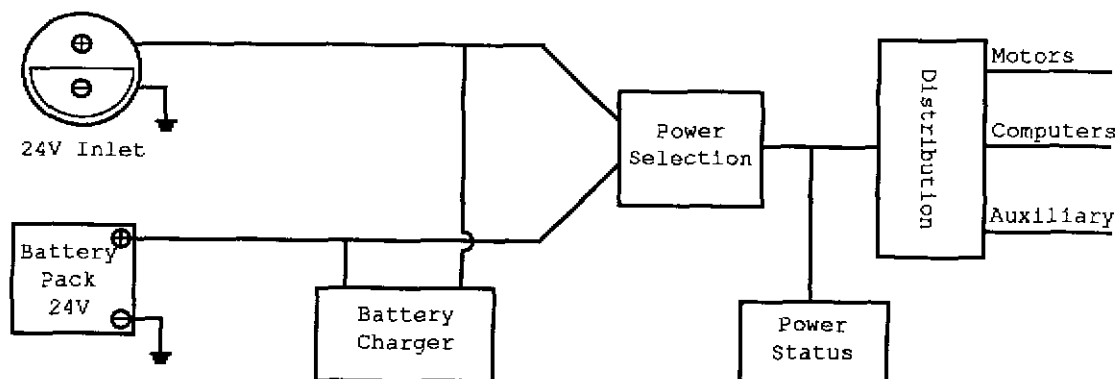 24V Inlet
Battery
Pack
24V
Battery
Charger
Power
Selection
Power
Status
Distribution
Motors
Computers
Auxiliary